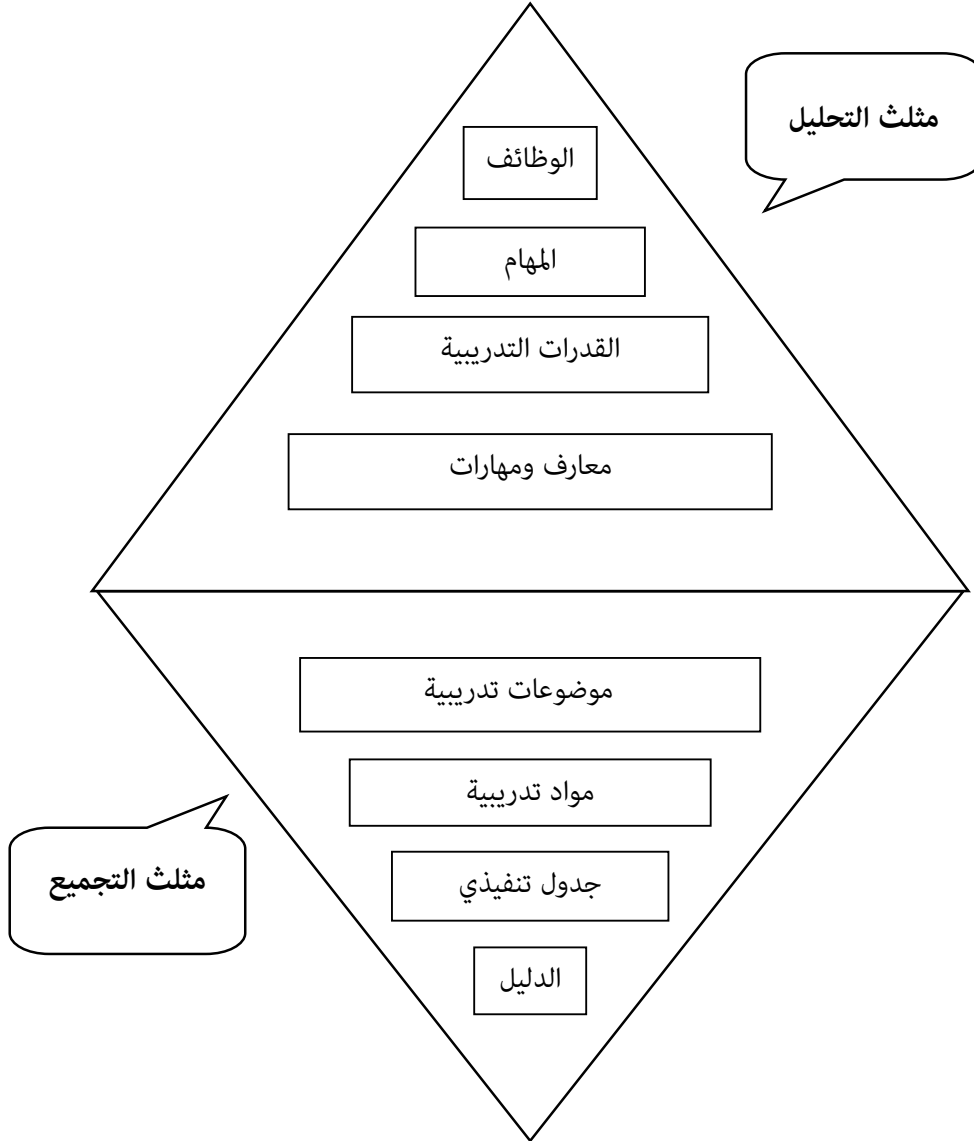 مثلث التحليل
الوظائف
المهام
القدرات التدريبية
معارف ومهارات
موضوعات تدريبية
مواد تدريبية
مثلث التجميع
جدول تنفيذي
الدليل